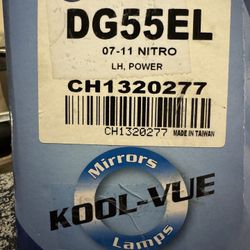 DG55EL
07-11 NITRO
LH, POWER
CH1320277
CH1320277
MADE IN TAIWAN
Mirrors
KOOL-VUE
Lamps